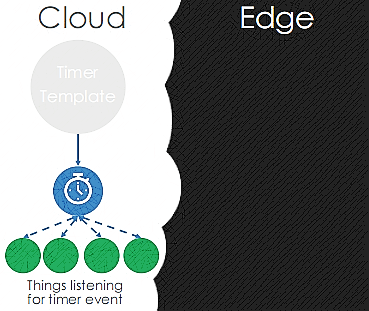 Cloud
Edge
Timer
Template
Things listening
for timer event